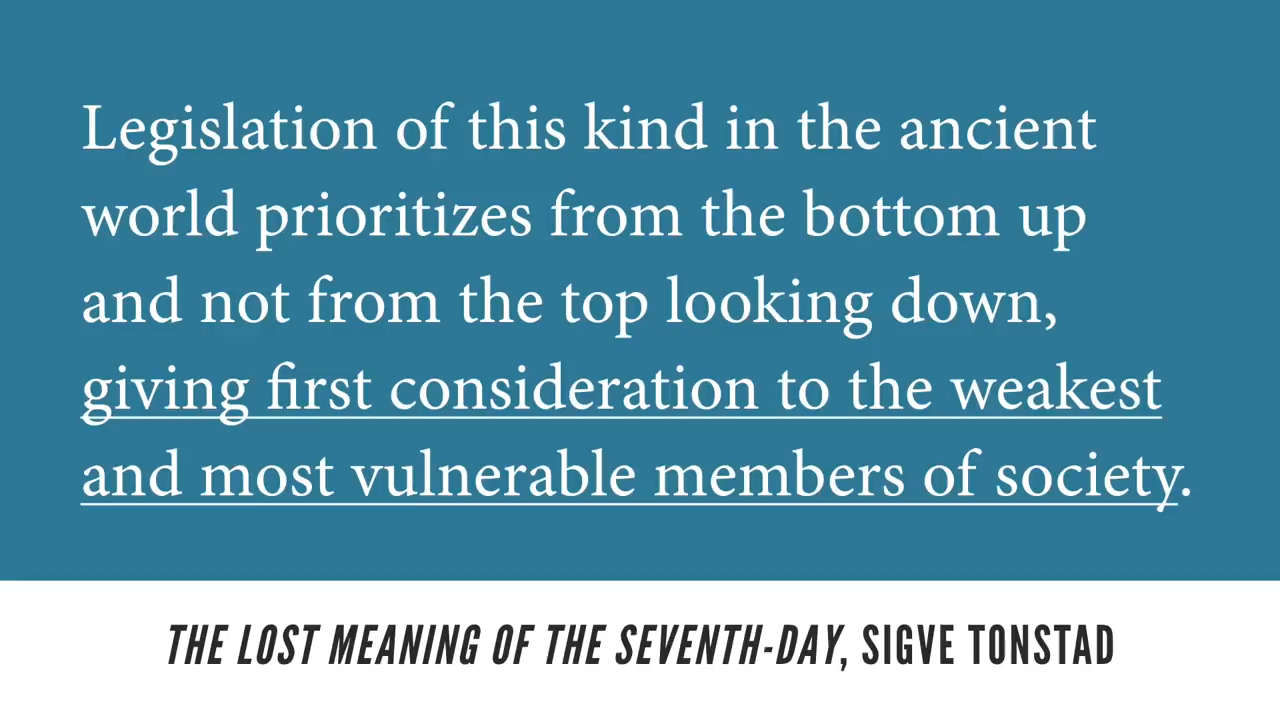 Legislation of this kind in the ancient
world prioritizes from the bottom up
and not from the top looking down,
giving first consideration to the weakest
and most vulnerable members of society.
THE LOST MEANING OF THE SEVENTH-DAY, SIGVE TONSTAD